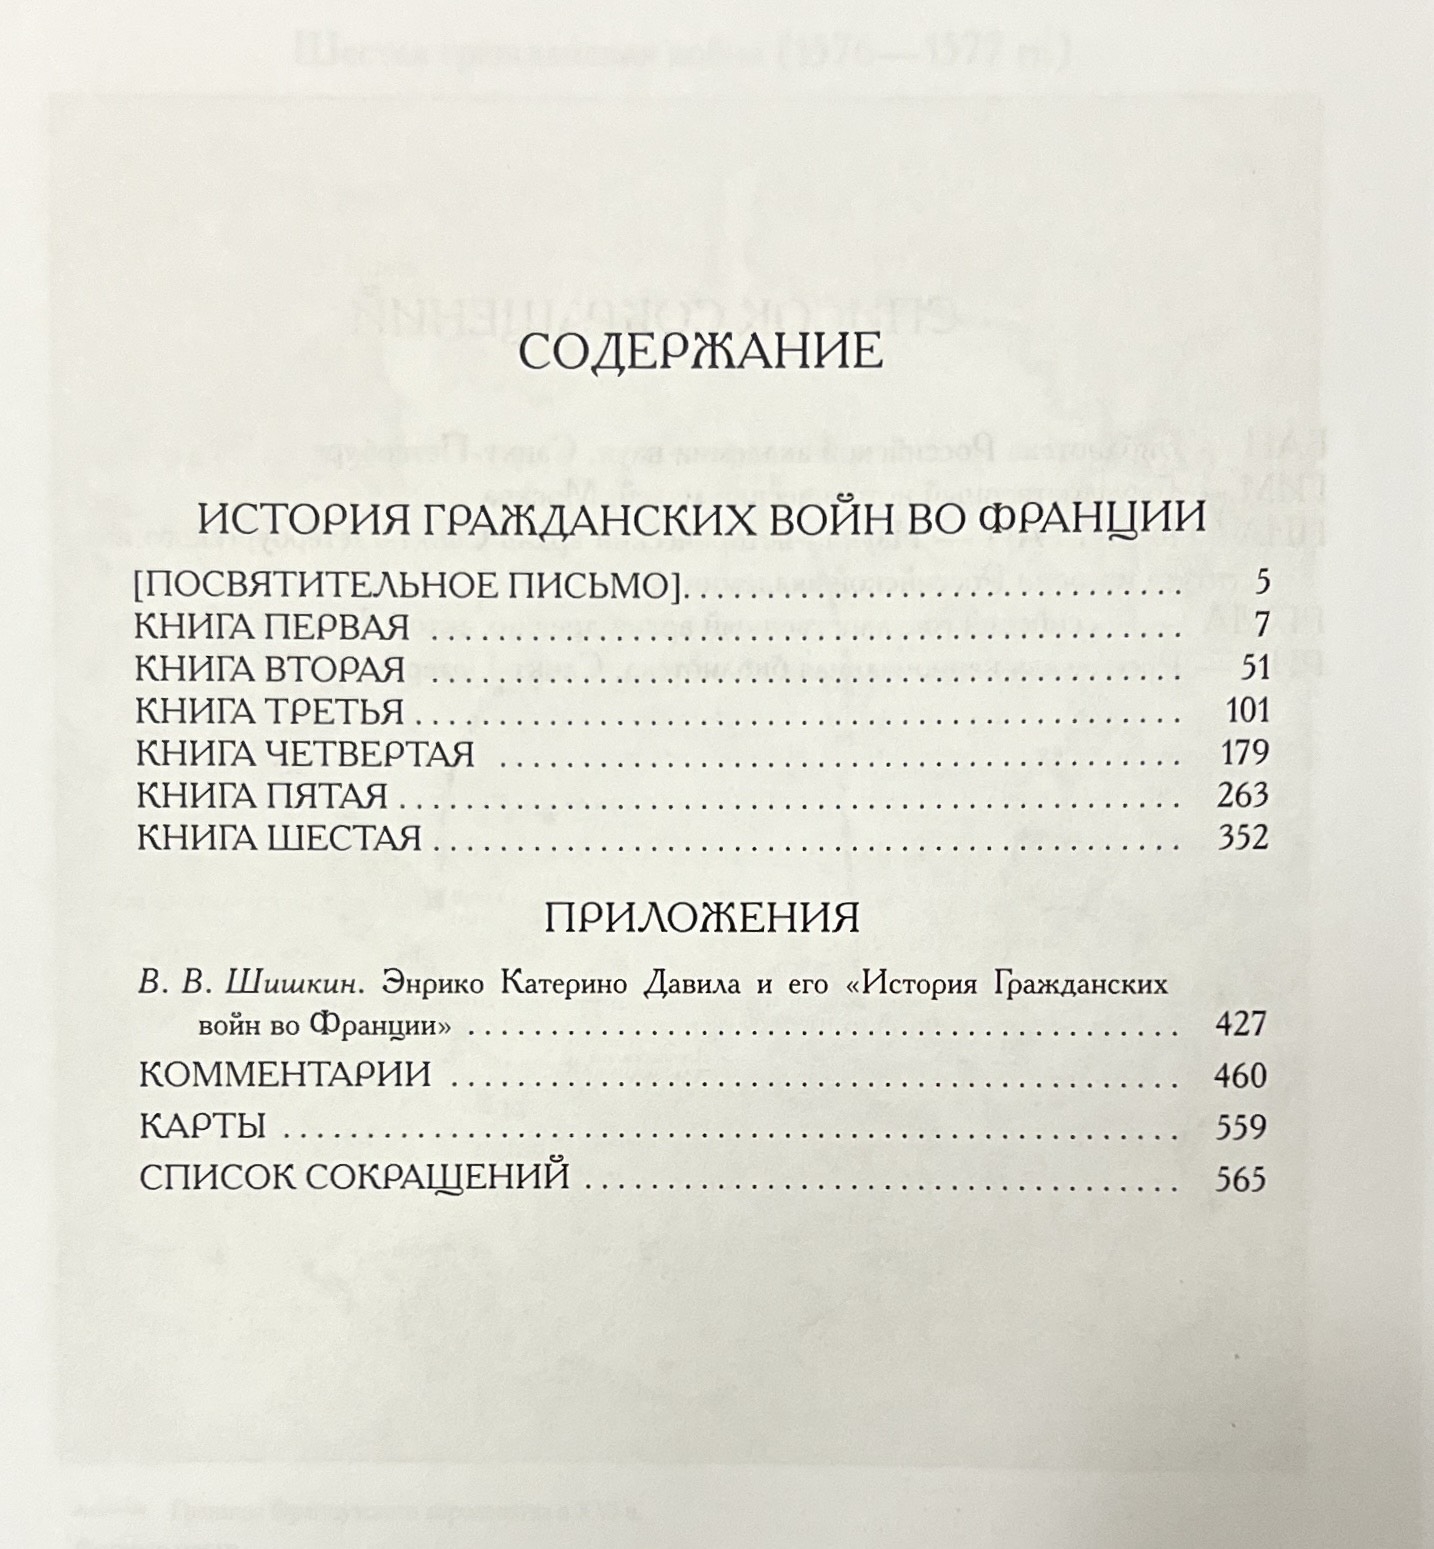 СОДЕРЖАНИЕ
ИСТОРИЯ ГРАЖДАНСКИХ ВОЙН ВО ФРАНЦИИ
[ПОСВЯТИТЕЛЬНОЕ ПИСЬМО] 5
КНИГА ПЕРВАЯ 7
КНИГА ВТОРАЯ 51
КНИГА ТРЕТЬЯ 101
КНИГА ЧЕТВЕРТАЯ 179
КНИГА ПЯТАЯ 263
КНИГА ШЕСТАЯ 352
ПРИЛОЖЕНИЯ
В. В. Шишкин. Энрико Катерино Давила и его «История Гражданских
войн во Франции» 427
КОММЕНТАРИИ 460
КАРТЫ 559
СПИСОК СОКРАЩЕНИЙ 565